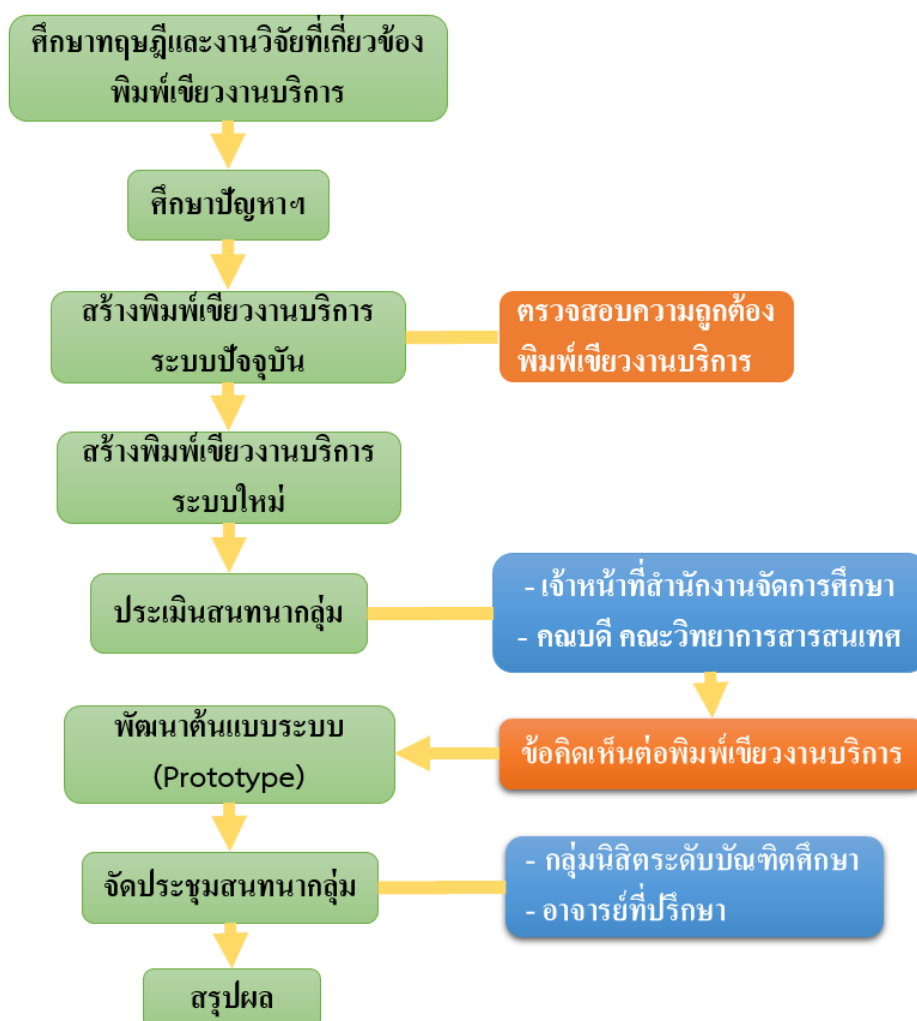 ศึกษาทฤษฎีและงานวิจัยที่เกี่ยวข้อง
พิมพ์เขียวงานบริการ
ศึกษาปัญหาฯ
สร้างพิมพ์เขียวงานบริการ
ระบบปัจจุบัน
ตรวจสอบความถูกต้อง
พิมพ์เขียวงานบริการ
สร้างพิมพ์เขียวงานบริการ
ระบบใหม่
ประเมินสนทนากลุ่ม
- เจ้าหน้าที่สำนักงานจัดการศึกษา
- คณบดี คณะวิทยาการสารสนเทศ
พัฒนาต้นแบบระบบ
(Prototype)
ข้อคิดเห็นต่อพิมพ์เขียวงานบริการ
จัดประชุมสนทนากลุ่ม
- กลุ่มนิสิตระดับบัณฑิตศึกษา
- อาจารย์ที่ปรึกษา
สรุปผล